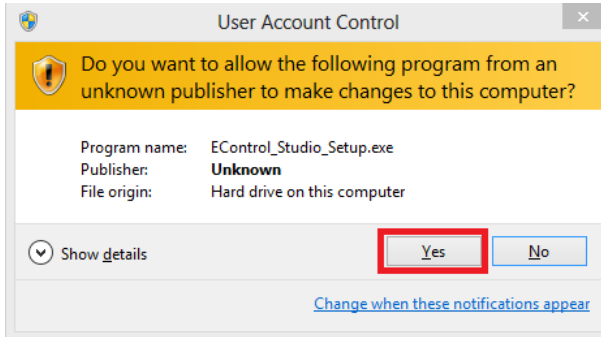 User Account Control
Do you want to allow the following program from an
unknown publisher to make changes to this computer?
Program name: EControl_Studio_Setup.exe
Publisher: Unknown
File origin: Hard drive on this computer
Show details
Yes No
Change when these notifications appear